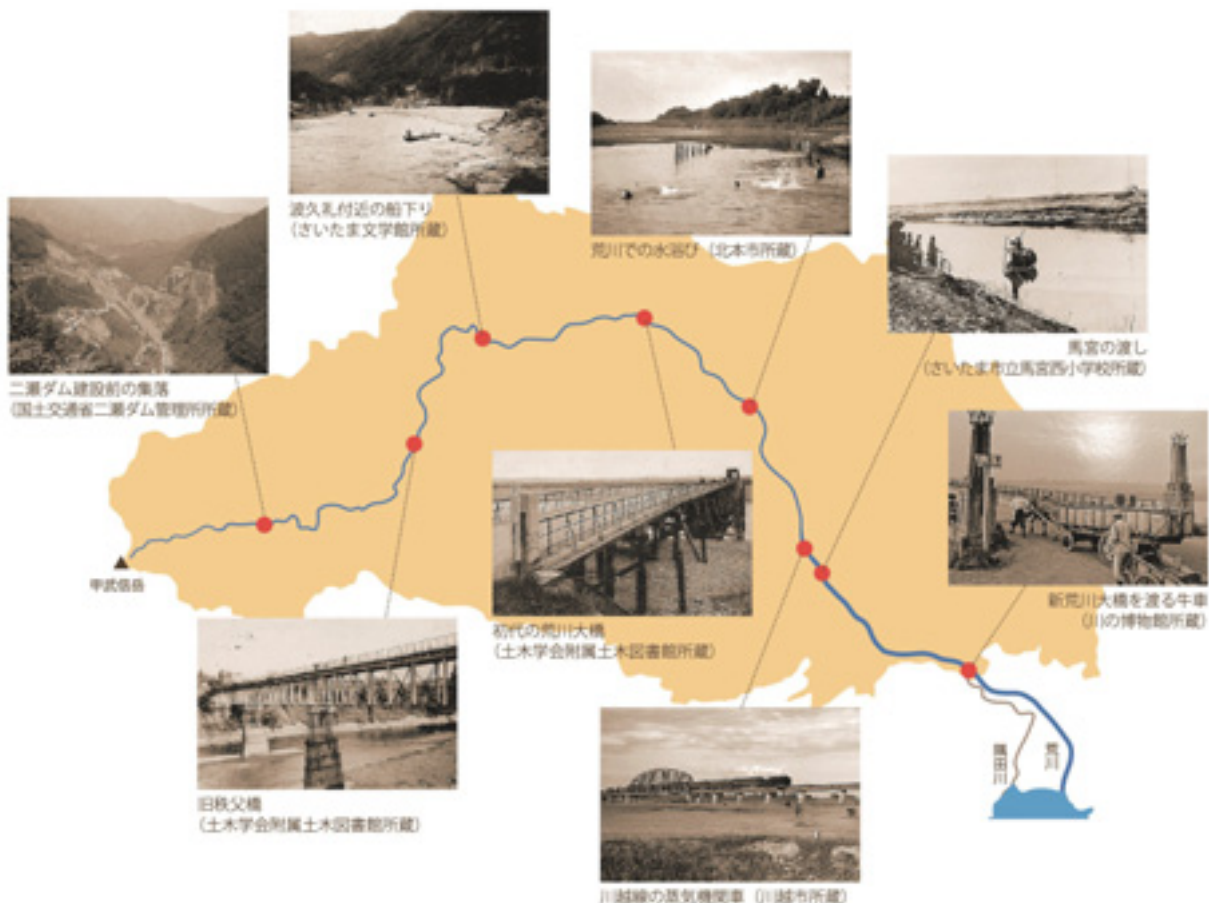 波久礼付近の船下り
(さいたま文学館所蔵)
荒川での水浴び (北本市所蔵)
馬宮の渡し
(さいたま市立馬宮西小学校所蔵)
二瀬ダム建設前の集落
(国土交通省二瀬ダム管理所所蔵)
甲武信岳
初代の荒川大橋
(土木学会附属土木図書館所蔵)
新荒川大橋を渡る牛車
(川の博物館所蔵)
旧秩父橋
(土木学会附属土木図書館所蔵)
隅田川
荒川
川越線の蒸気機関車 (川越市所蔵)